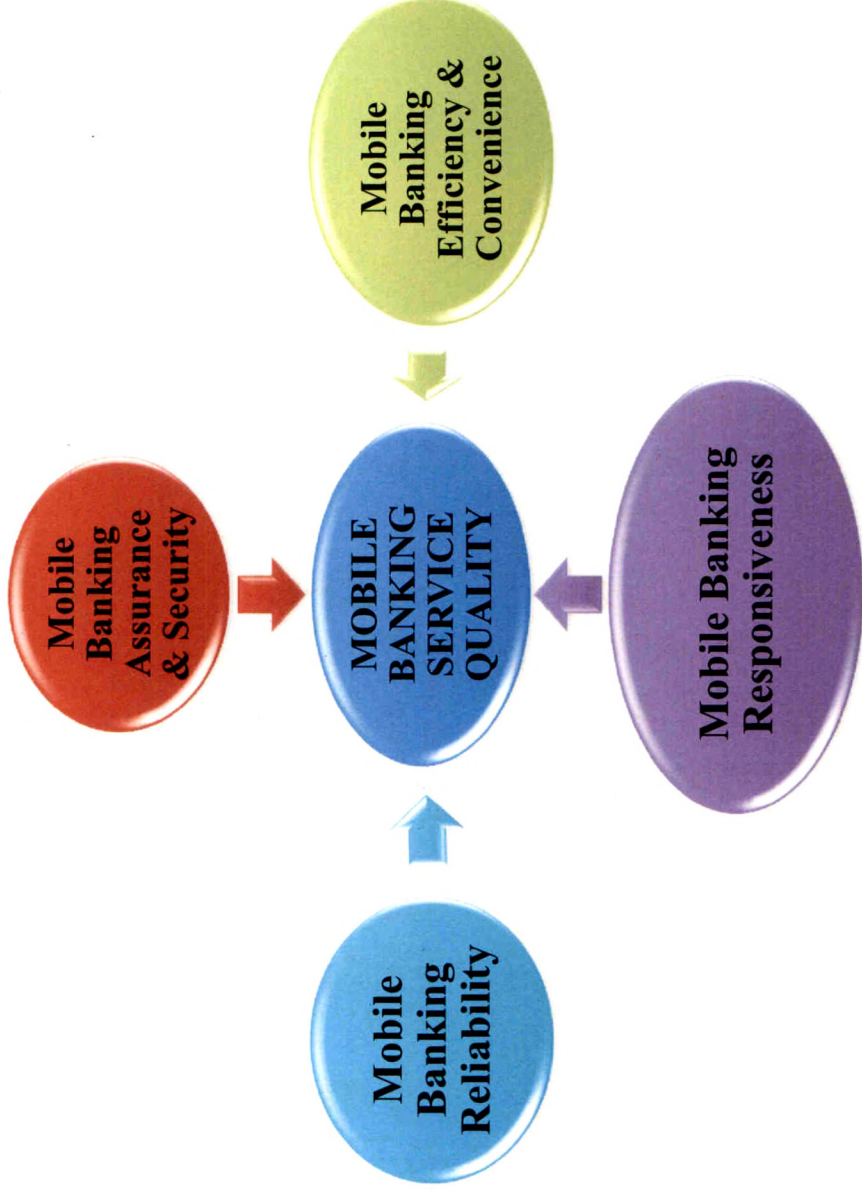 Mobile
Banking
Assurance
& Security
Mobile
Banking
Reliability
MOBILE
BANKING
SERVICE
QUALITY
Mobile
Banking
Efficiency &
Convenience
Mobile Banking
Responsiveness